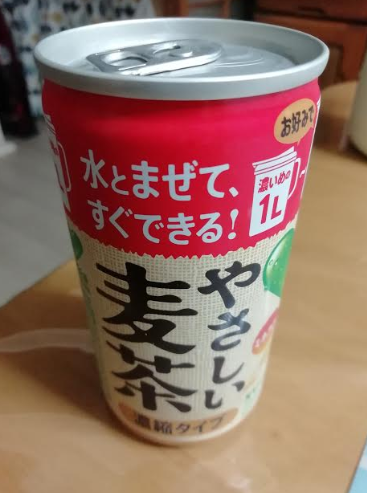 お好みで
水とまぜて、
すぐできる!
濃いめの
1L
やさしい
麦茶
濃縮タイプ